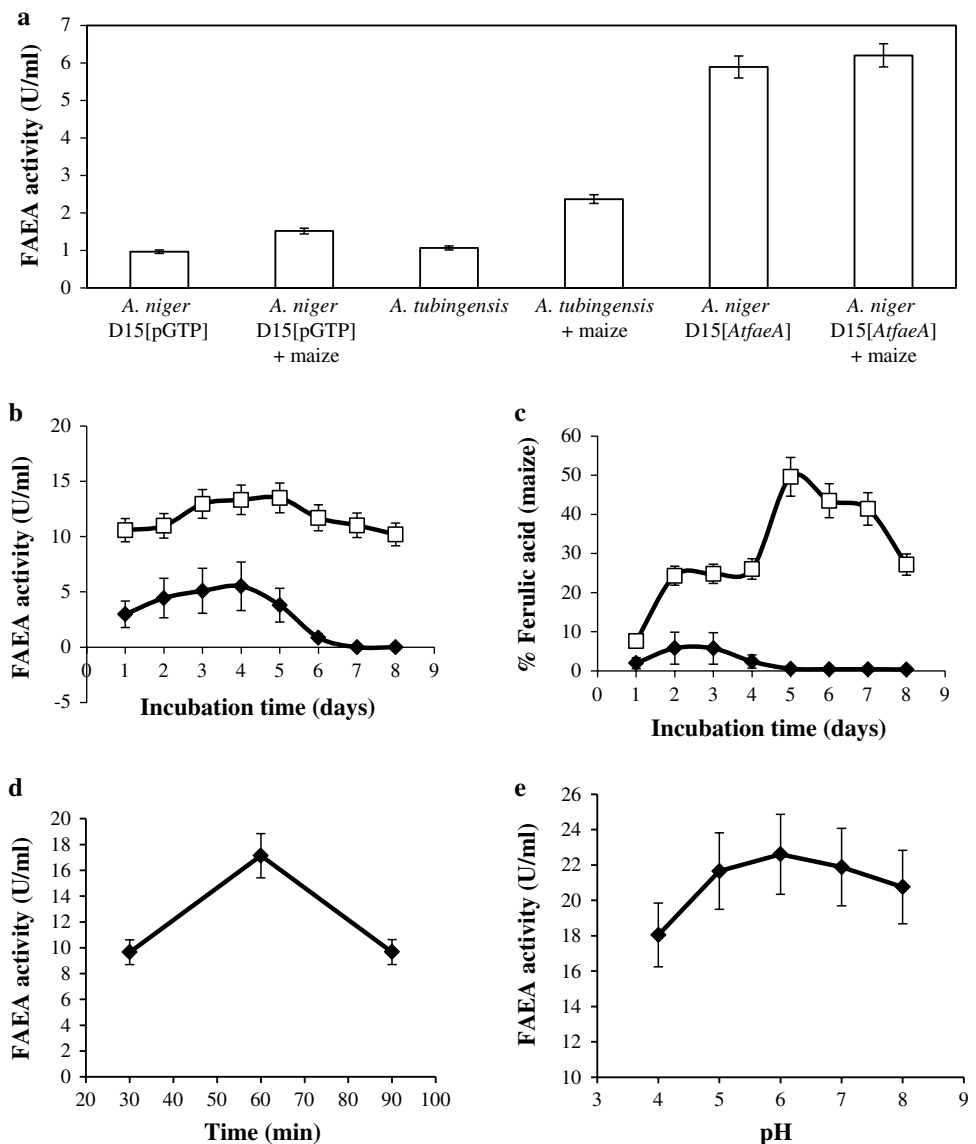 a
FAEA activity (U/ml)
7
6
5
4
3
2
1
0
A. niger D15[pGTP]
A. niger D15[pGTP] + maize
A. tubingensis
A. tubingensis + maize
A. niger D15[AtfaeA]
A. niger D15[AtfaeA] + maize
b
FAEA activity (U/ml)
20
15
10
5
0
-5
0 1 2 3 4 5 6 7 8 9
Incubation time (days)
c
% Ferulic acid (maize)
60
50
40
30
20
10
0
0 1 2 3 4 5 6 7 8 9
Incubation time (days)
d
FAEA activity (U/ml)
20
18
16
14
12
10
8
6
4
2
0
20 30 40 50 60 70 80 90 100
Time (min)
e
FAEA activity (U/ml)
26
24
22
20
18
16
14
12
10
3 4 5 6 7 8 9
pH